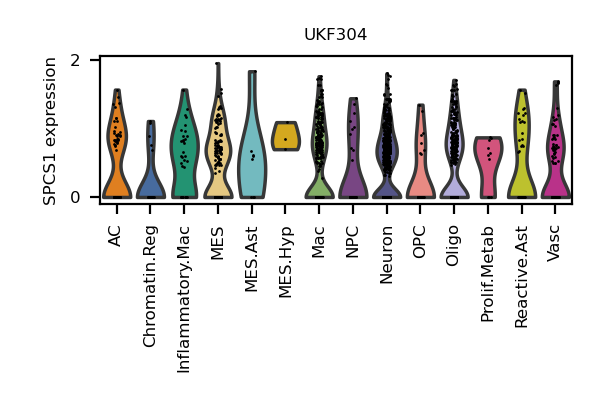 UKF304
SPCS1 expression
2
0
AC
Chromatin.Reg
Inflammatory.Mac
MES
MES.Ast
MES.Hyp
Mac
NPC
Neuron
OPC
Oligo
Prolif.Metab
Reactive.Ast
Vasc